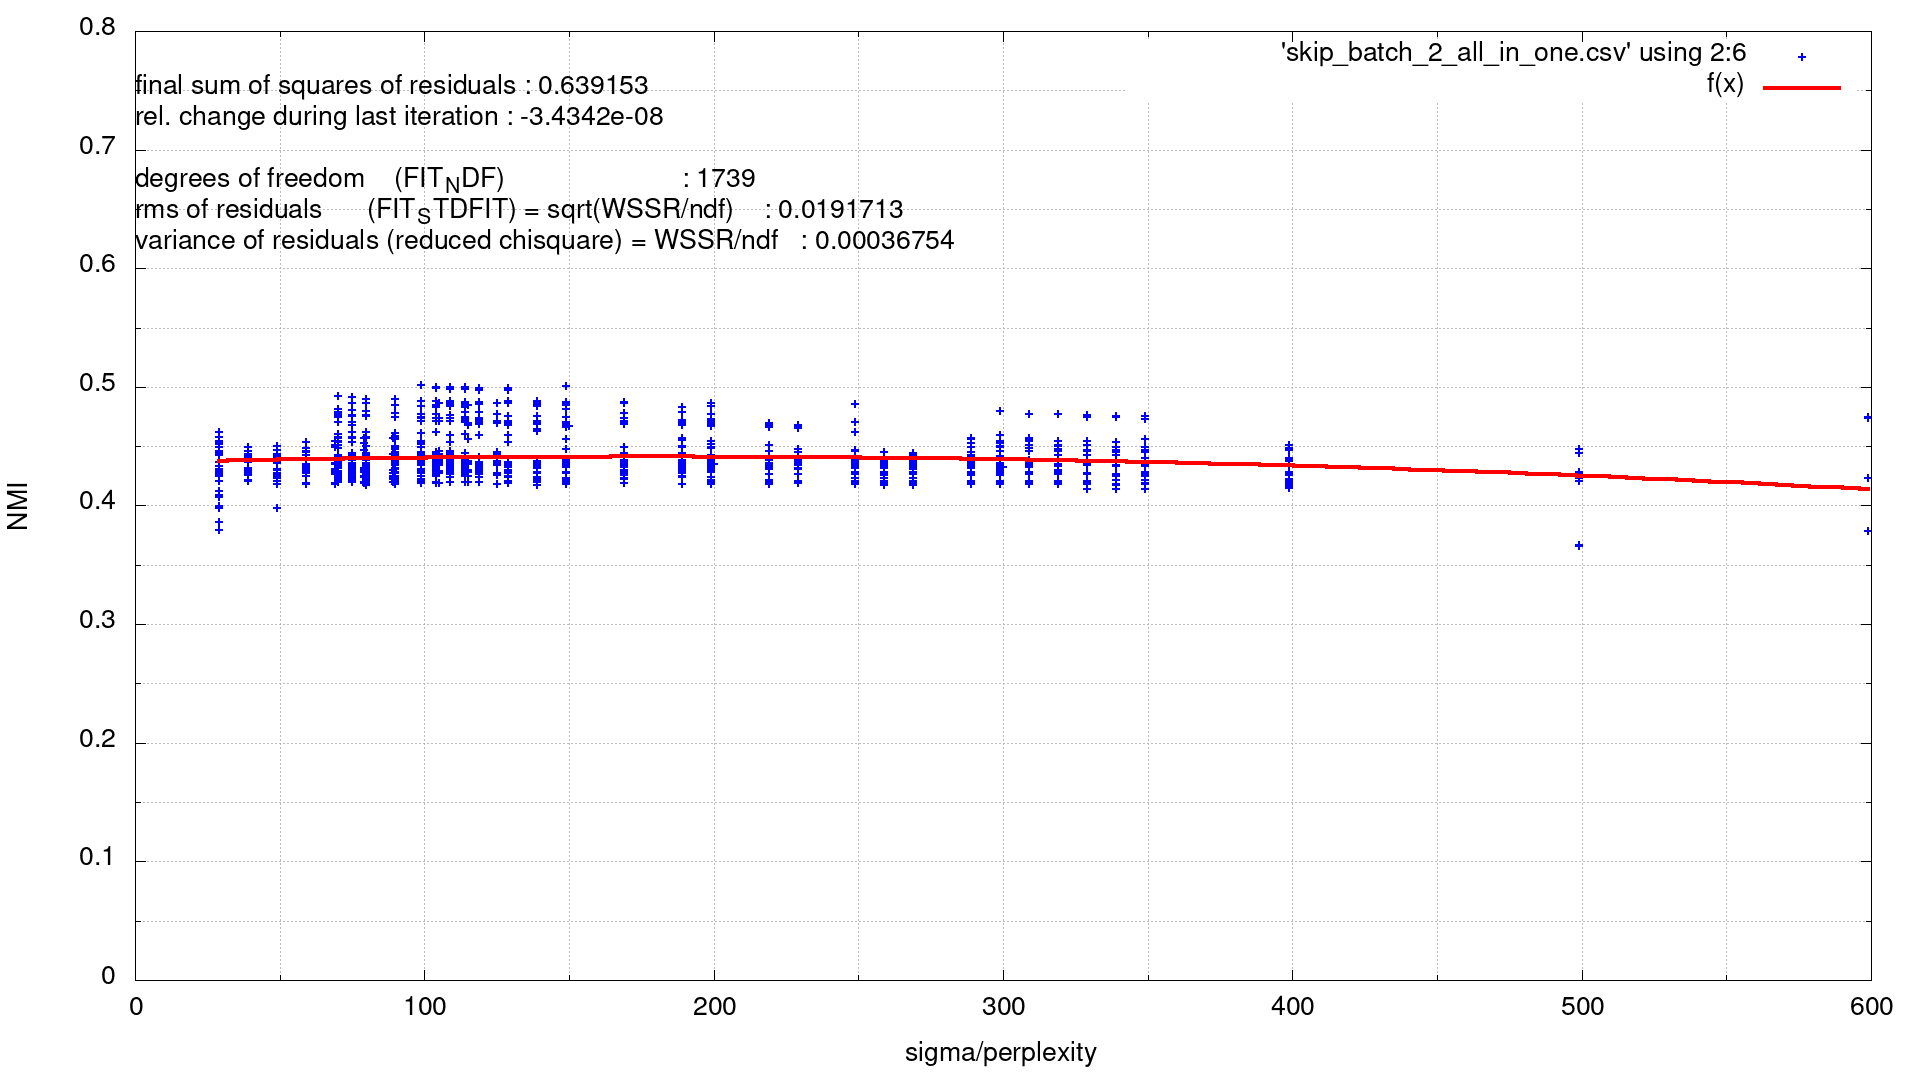 'skip_batch_2_all_in_one.csv' using 2:6
f(x)
final sum of squares of residuals : 0.639153
rel. change during last iteration : -3.4342e-08
degrees of freedom (FIT_NDF) : 1739
rms of residuals (FIT_STDFIT) = sqrt(WSSR/ndf) : 0.0191713
variance of residuals (reduced chisquare) = WSSR/ndf : 0.00036754
0.8
0.7
0.6
0.5
0.4
0.3
0.2
0.1
0
NMI
0 100 200 300 400 500 600
sigma/perplexity